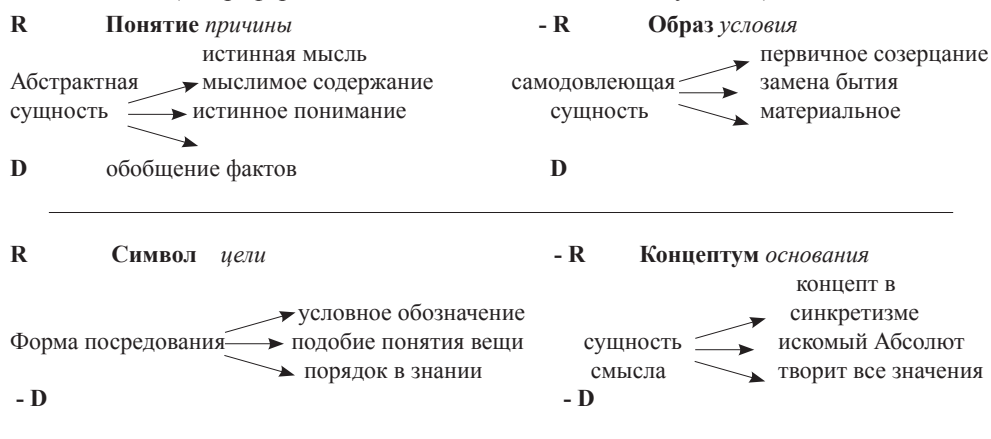 R Понятие причины - R Образ условия
истинная мысль первичное созерцание
Абстрактная мыслимое содержание самодовлеющая замена бытия
сущность истинное понимание сущность материальное
D обобщение фактов D
R Символ цели - R Концептум основания
концепт в
условное обозначение синкретизме
Форма посредования подобие понятия вещи сущность искомый Абсолют
порядок в знании смысла творит все значения
- D - D